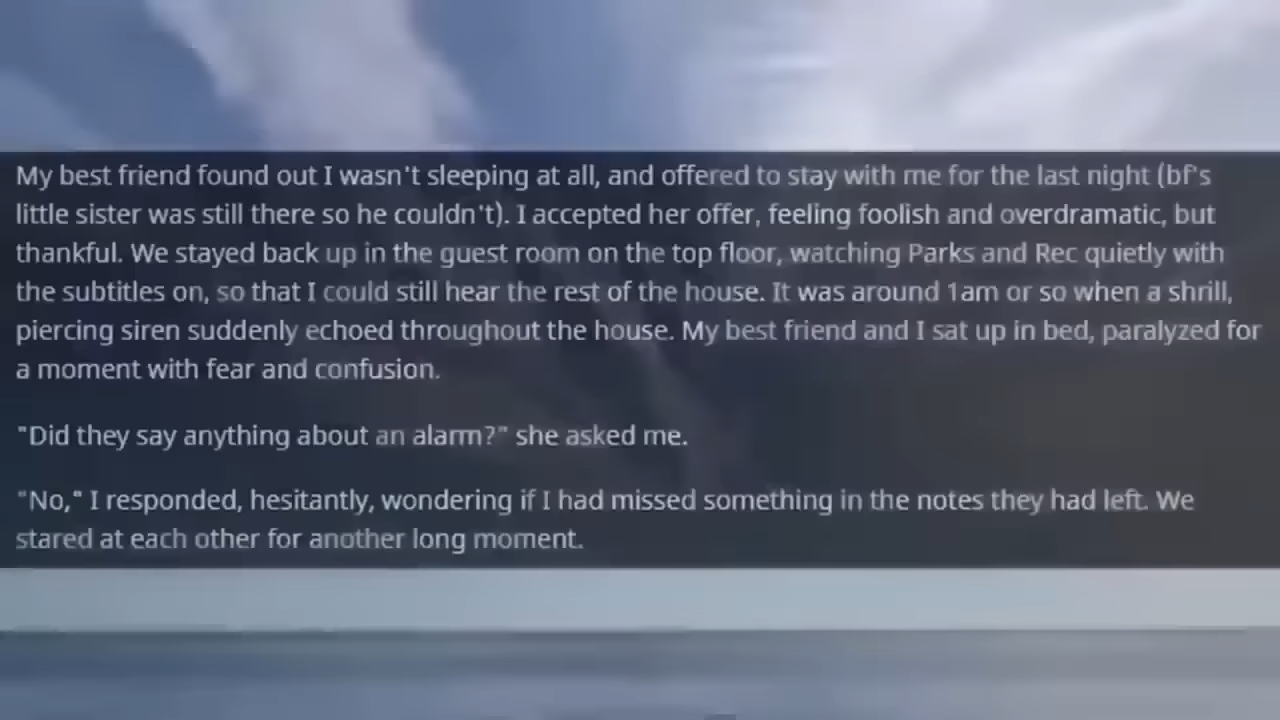 My best friend found out I wasn't sleeping at all, and offered to stay with me for the last night (bf's
little sister was still there so he couldn't). I accepted her offer, feeling foolish and overdramatic, but
thankful. We stayed back up in the guest room on the top floor, watching Parks and Rec quietly with
the subtitles on, so that I could still hear the rest of the house. It was around 1am or so when a shrill,
piercing siren suddenly echoed throughout the house. My best friend and I sat up in bed, paralyzed for
a moment with fear and confusion.
"Did they say anything about an alarm?" she asked me.
"No," I responded, hesitantly, wondering if I had missed something in the notes they had left. We
stared at each other for another long moment.